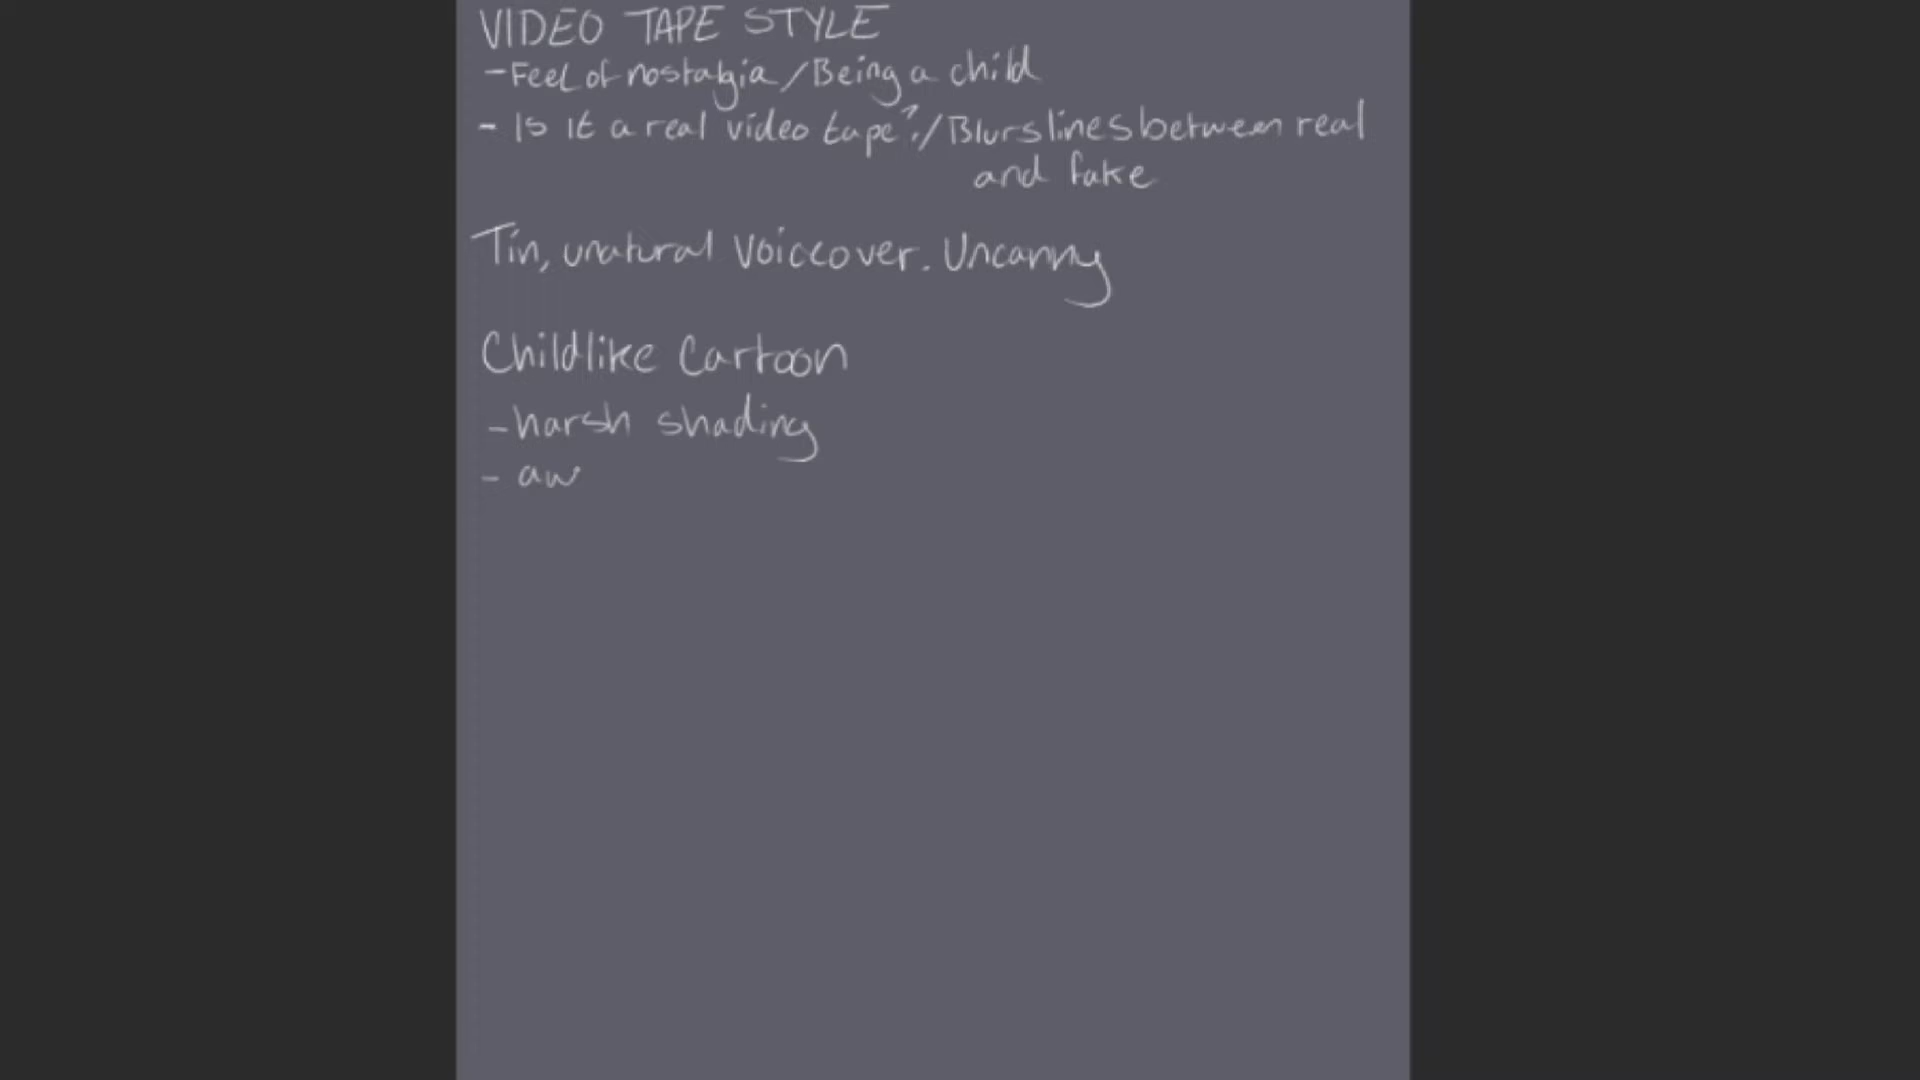 VIDEO TAPE STYLE
- Feel of nostalgia / Being a child
- Is it a real video tape? / Blurs lines between real
and fake
Tin, unatural Voiceover. Uncanny
Childlike Cartoon
- harsh shading
- aw